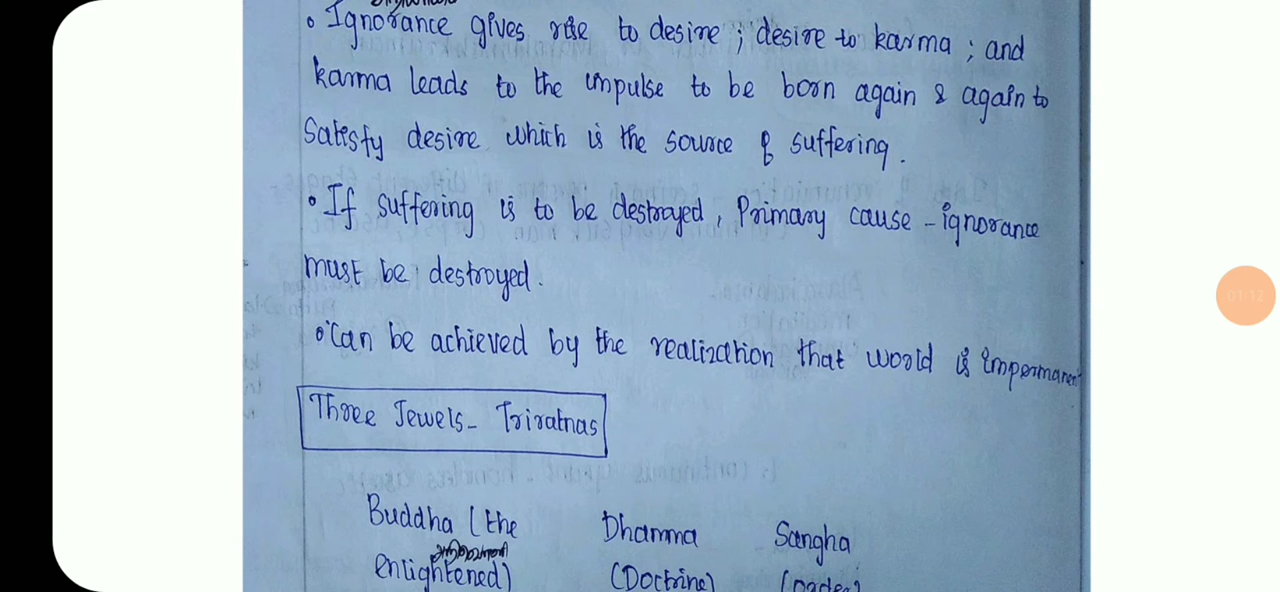 • Ignorance gives rise to desire ; desire to karma ; and
karma leads to the impulse to be born again & again to
satisfy desire which is the source of suffering.
• If suffering is to be destroyed, Primary cause - ignorance
must be destroyed.
• Can be achieved by the realization that world is impermanent
Three Jewels - Triratnas
Buddha (the Dhamma Sangha
enlightened) (Doctrine) (order)
01:12